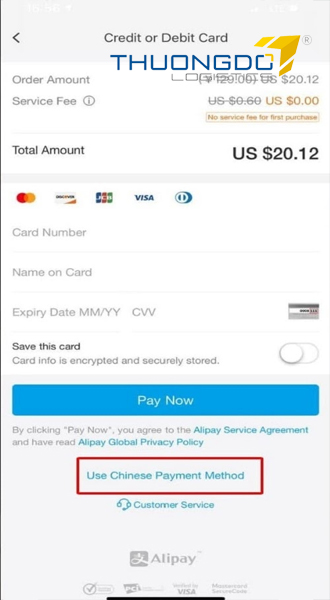 Credit or Debit Card
THUONGDO
LOGISTICS
®
Order Amount
US $20.12
Service Fee
US $0.60 US $0.00
No service fee for first purchase
Total Amount
US $20.12
DISCOVER
JCB
VISA
Card Number
Name on Card
Expiry Date MM/YY
CVV
Save this card
Card info is encrypted and securely stored.
Pay Now
By clicking "Pay Now", you agree to the Alipay Service Agreement
and have read Alipay Global Privacy Policy
Use Chinese Payment Method
Customer Service
Alipay
Verified by
VISA
Mastercard
SecureCode